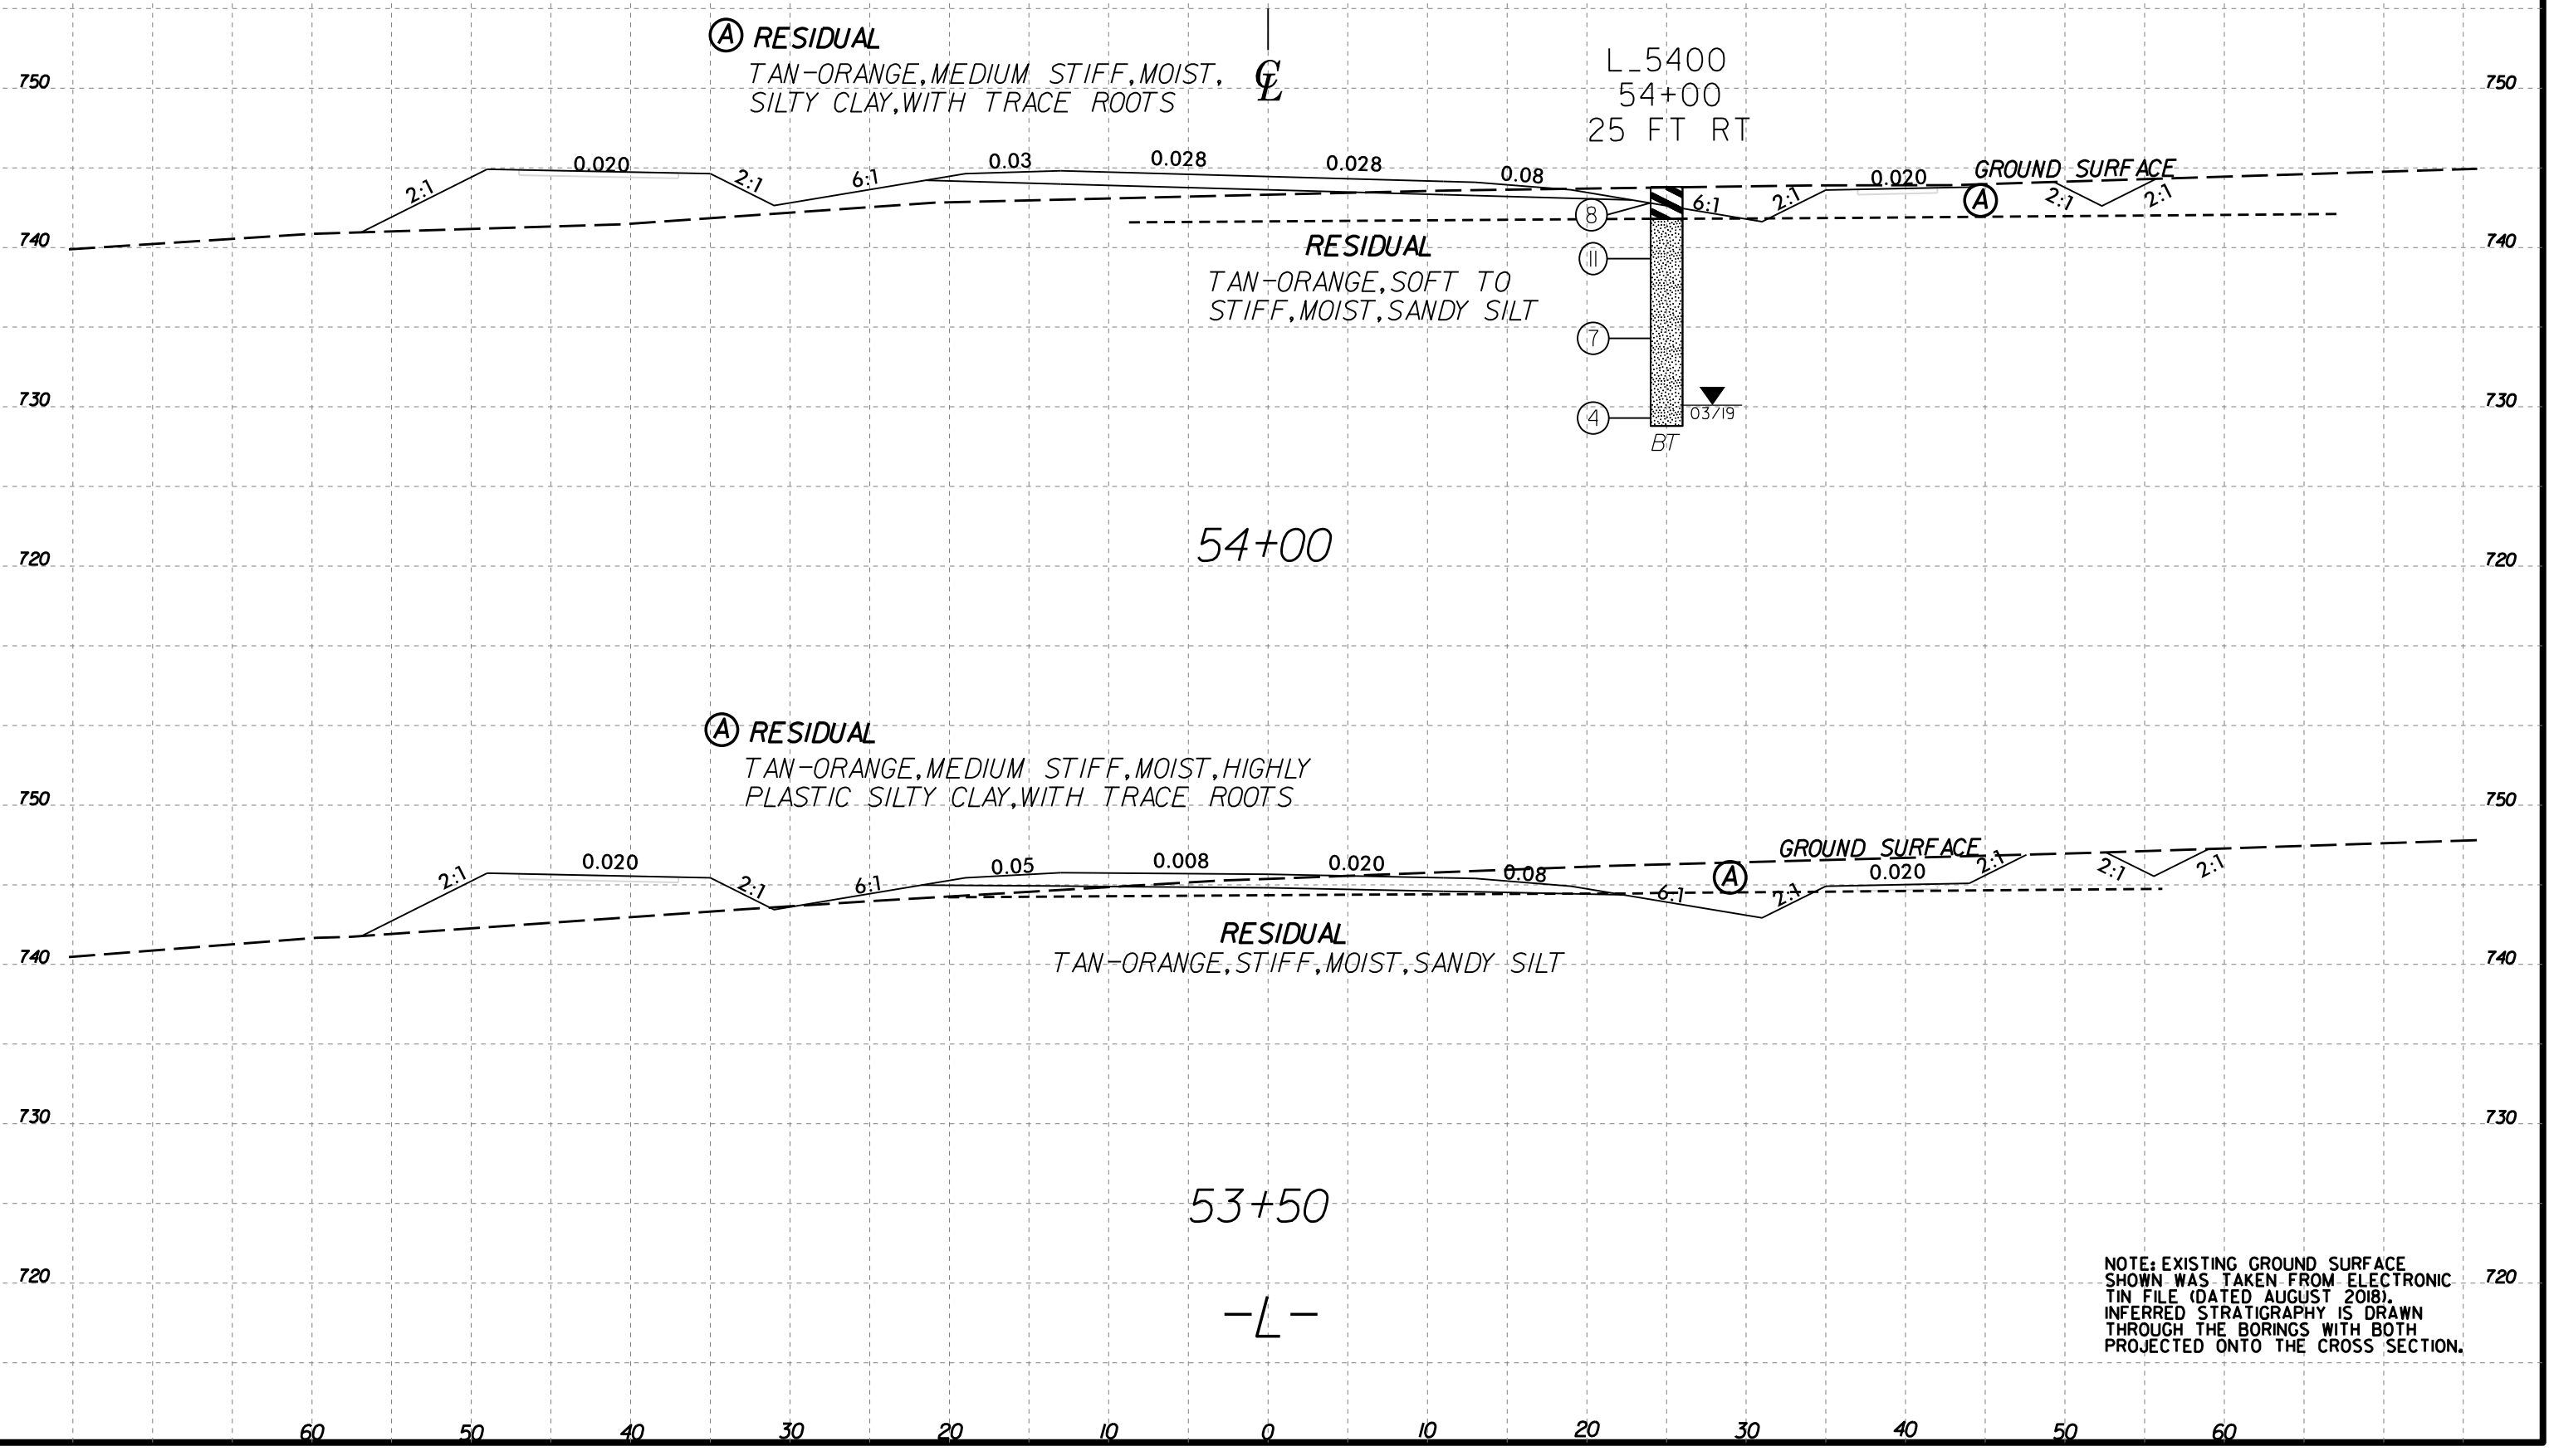 Ⓐ RESIDUAL
TAN-ORANGE, MEDIUM STIFF, MOIST,
SILTY CLAY, WITH TRACE ROOTS
℄
L_5400
54+00
25 FT RT
750 750
2:1 0.020 2:1 6:1 0.03 0.028 0.028 0.08 6:1 2:1 0.020 GROUND SURFACE 2:1 2:1
Ⓐ
8
740 740
RESIDUAL
TAN-ORANGE, SOFT TO
STIFF, MOIST, SANDY SILT
11
7
730 730
03/19
4
BT
54+00
720 720
Ⓐ RESIDUAL
TAN-ORANGE, MEDIUM STIFF, MOIST, HIGHLY
PLASTIC SILTY CLAY, WITH TRACE ROOTS
750 750
GROUND SURFACE
2:1 0.020 2:1 6:1 0.05 0.008 0.020 0.08 6:1 Ⓐ 2:1 0.020 2:1 2:1 2:1
RESIDUAL
TAN-ORANGE, STIFF, MOIST, SANDY SILT
740 740
730 730
53+50
720 720
-L-
NOTE: EXISTING GROUND SURFACE
SHOWN WAS TAKEN FROM ELECTRONIC
TIN FILE (DATED AUGUST 2018).
INFERRED STRATIGRAPHY IS DRAWN
THROUGH THE BORINGS WITH BOTH
PROJECTED ONTO THE CROSS SECTION.
60 50 40 30 20 10 0 10 20 30 40 50 60